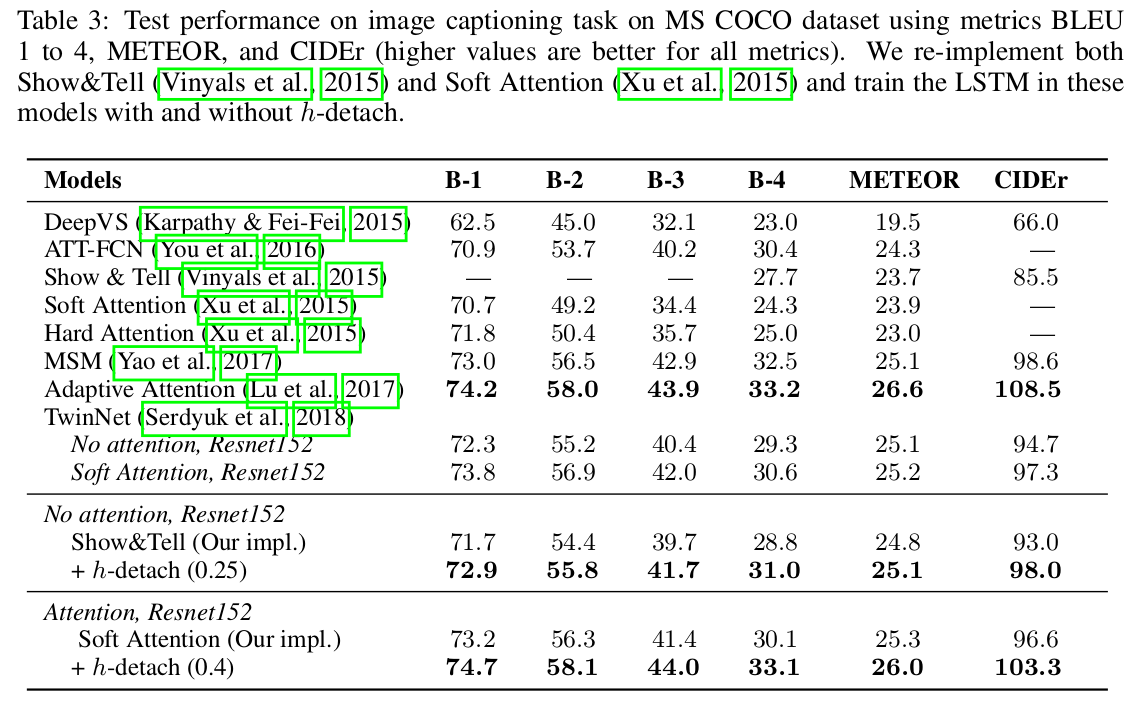 Table 3: Test performance on image captioning task on MS COCO dataset using metrics BLEU
1 to 4, METEOR, and CIDEr (higher values are better for all metrics). We re-implement both
Show&Tell (Vinyals et al., 2015) and Soft Attention (Xu et al., 2015) and train the LSTM in these
models with and without h-detach.
Models B-1 B-2 B-3 B-4 METEOR CIDEr
DeepVS (Karpathy & Fei-Fei, 2015) 62.5 45.0 32.1 23.0 19.5 66.0
ATT-FCN (You et al., 2016) 70.9 53.7 40.2 30.4 24.3 —
Show & Tell (Vinyals et al., 2015) — — — 27.7 23.7 85.5
Soft Attention (Xu et al., 2015) 70.7 49.2 34.4 24.3 23.9 —
Hard Attention (Xu et al., 2015) 71.8 50.4 35.7 25.0 23.0 —
MSM (Yao et al., 2017) 73.0 56.5 42.9 32.5 25.1 98.6
Adaptive Attention (Lu et al., 2017) 74.2 58.0 43.9 33.2 26.6 108.5
TwinNet (Serdyuk et al., 2018)
No attention, Resnet152 72.3 55.2 40.4 29.3 25.1 94.7
Soft Attention, Resnet152 73.8 56.9 42.0 30.6 25.2 97.3
No attention, Resnet152
Show&Tell (Our impl.) 71.7 54.4 39.7 28.8 24.8 93.0
+ h-detach (0.25) 72.9 55.8 41.7 31.0 25.1 98.0
Attention, Resnet152
Soft Attention (Our impl.) 73.2 56.3 41.4 30.1 25.3 96.6
+ h-detach (0.4) 74.7 58.1 44.0 33.1 26.0 103.3